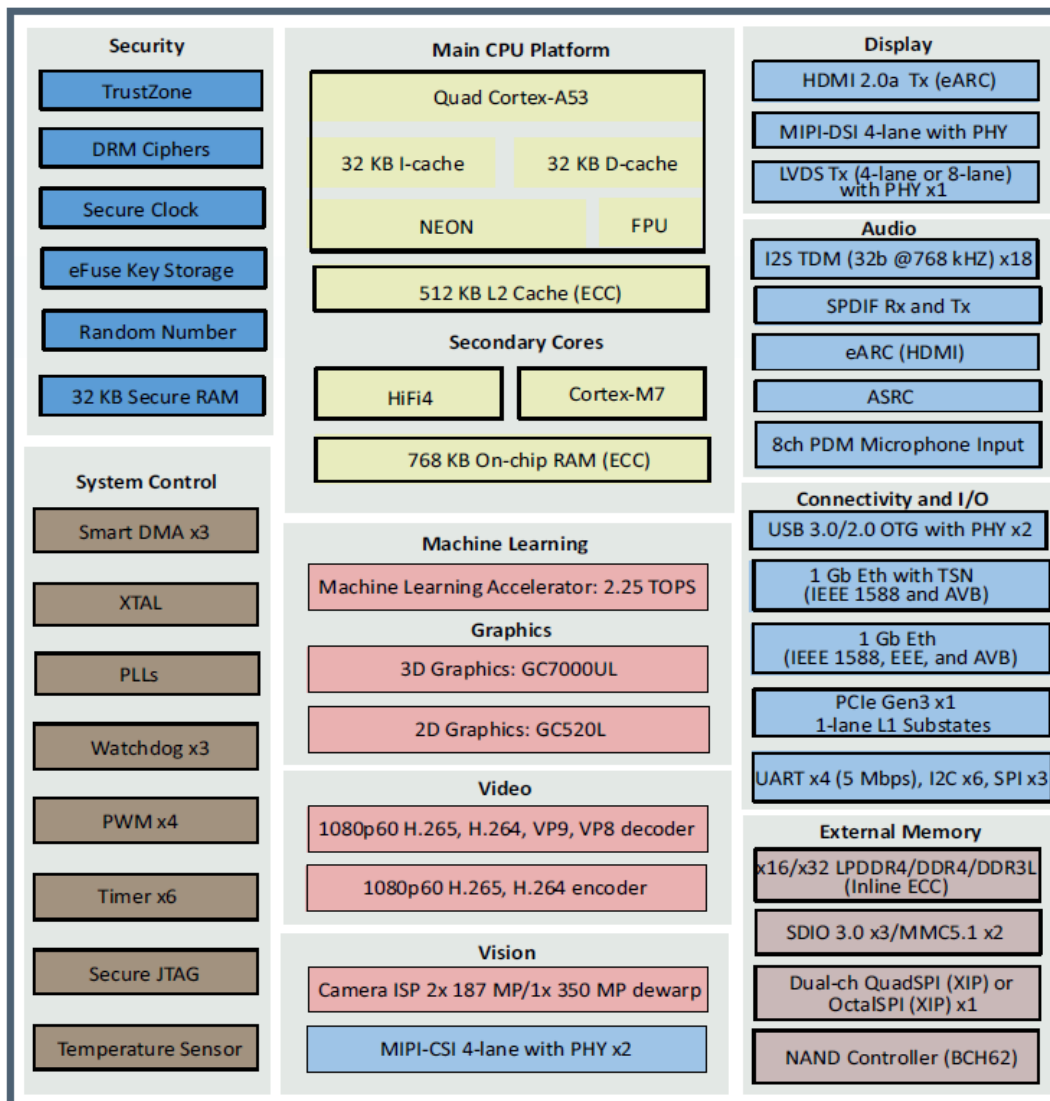 Security
TrustZone
DRM Ciphers
Secure Clock
eFuse Key Storage
Random Number
32 KB Secure RAM
System Control
Smart DMA x3
XTAL
PLLs
Watchdog x3
PWM x4
Timer x6
Secure JTAG
Temperature Sensor
Main CPU Platform
Quad Cortex-A53
32 KB I-cache
32 KB D-cache
NEON
FPU
512 KB L2 Cache (ECC)
Secondary Cores
HiFi4
Cortex-M7
768 KB On-chip RAM (ECC)
Machine Learning
Machine Learning Accelerator: 2.25 TOPS
Graphics
3D Graphics: GC7000UL
2D Graphics: GC520L
Video
1080p60 H.265, H.264, VP9, VP8 decoder
1080p60 H.265, H.264 encoder
Vision
Camera ISP 2x 187 MP/1x 350 MP dewarp
MIPI-CSI 4-lane with PHY x2
Display
HDMI 2.0a Tx (eARC)
MIPI-DSI 4-lane with PHY
LVDS Tx (4-lane or 8-lane)
with PHY x1
Audio
I2S TDM (32b @768 kHZ) x18
SPDIF Rx and Tx
eARC (HDMI)
ASRC
8ch PDM Microphone Input
Connectivity and I/O
USB 3.0/2.0 OTG with PHY x2
1 Gb Eth with TSN
(IEEE 1588 and AVB)
1 Gb Eth
(IEEE 1588, EEE, and AVB)
PCIe Gen3 x1
1-lane L1 Substates
UART x4 (5 Mbps), I2C x6, SPI x3
External Memory
x16/x32 LPDDR4/DDR4/DDR3L
(Inline ECC)
SDIO 3.0 x3/MMC5.1 x2
Dual-ch QuadSPI (XIP) or
OctalSPI (XIP) x1
NAND Controller (BCH62)